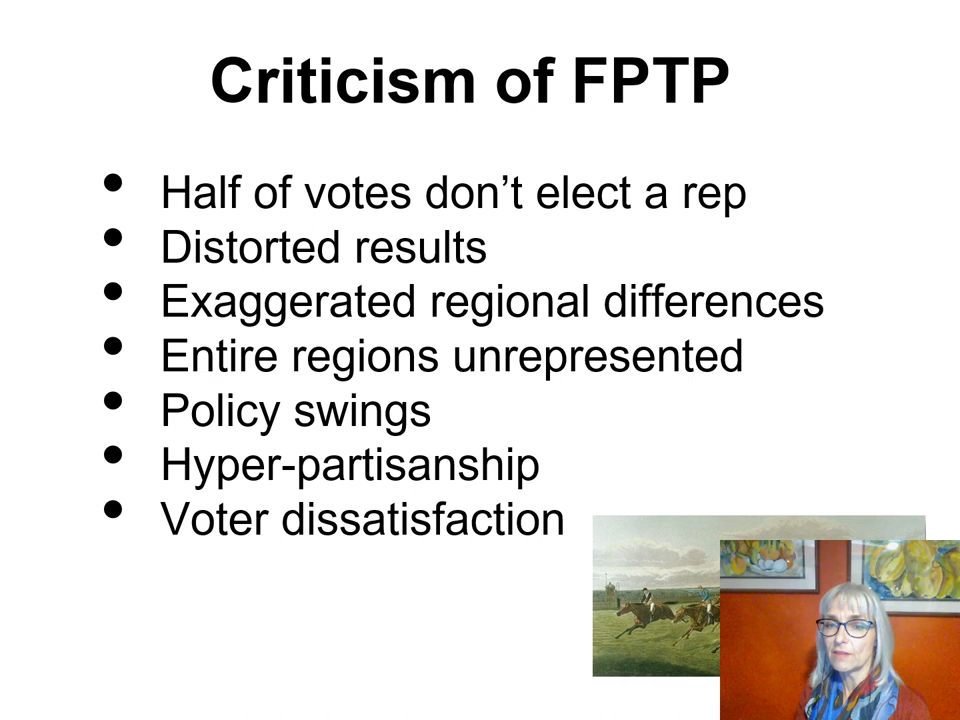 Criticism of FPTP
• Half of votes don’t elect a rep
• Distorted results
• Exaggerated regional differences
• Entire regions unrepresented
• Policy swings
• Hyper-partisanship
• Voter dissatisfaction